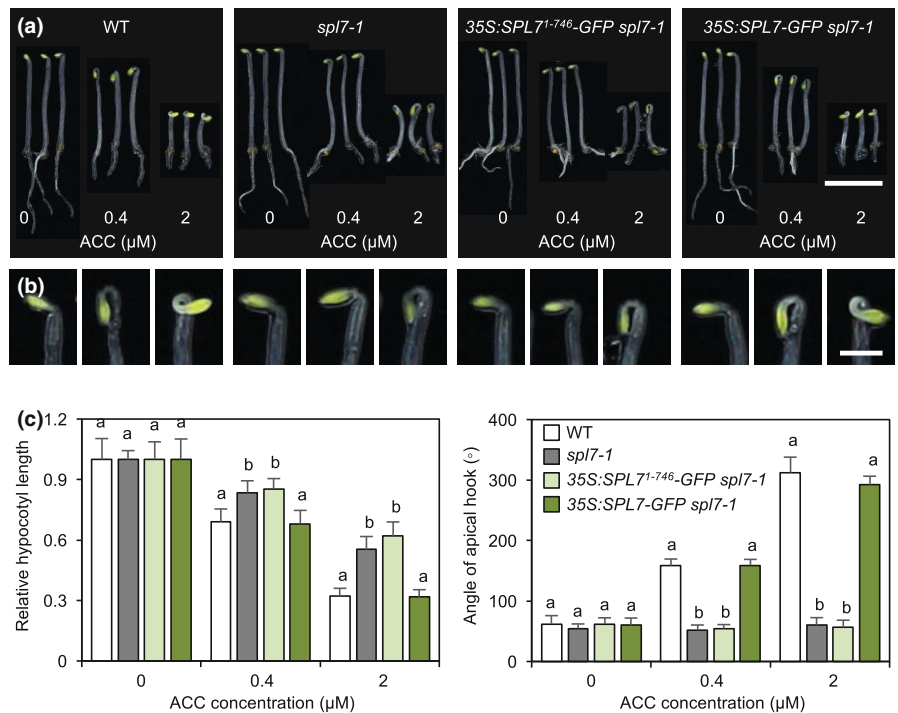 (a)
WT
spl7-1
35S:SPL7¹⁻⁷⁴⁶-GFP spl7-1
35S:SPL7-GFP spl7-1
0 0.4 2
ACC (µM)
0 0.4 2
ACC (µM)
0 0.4 2
ACC (µM)
0 0.4 2
ACC (µM)
(b)
(c)
Relative hypocotyl length
1.2
0.9
0.6
0.3
0
a a a a
a b b a
a b b a
0 0.4 2
ACC concentration (µM)
Angle of apical hook (°)
400
300
200
100
0
WT
spl7-1
35S:SPL7¹⁻⁷⁴⁶-GFP spl7-1
35S:SPL7-GFP spl7-1
a a a a
a b b a
a b b a
0 0.4 2
ACC concentration (µM)